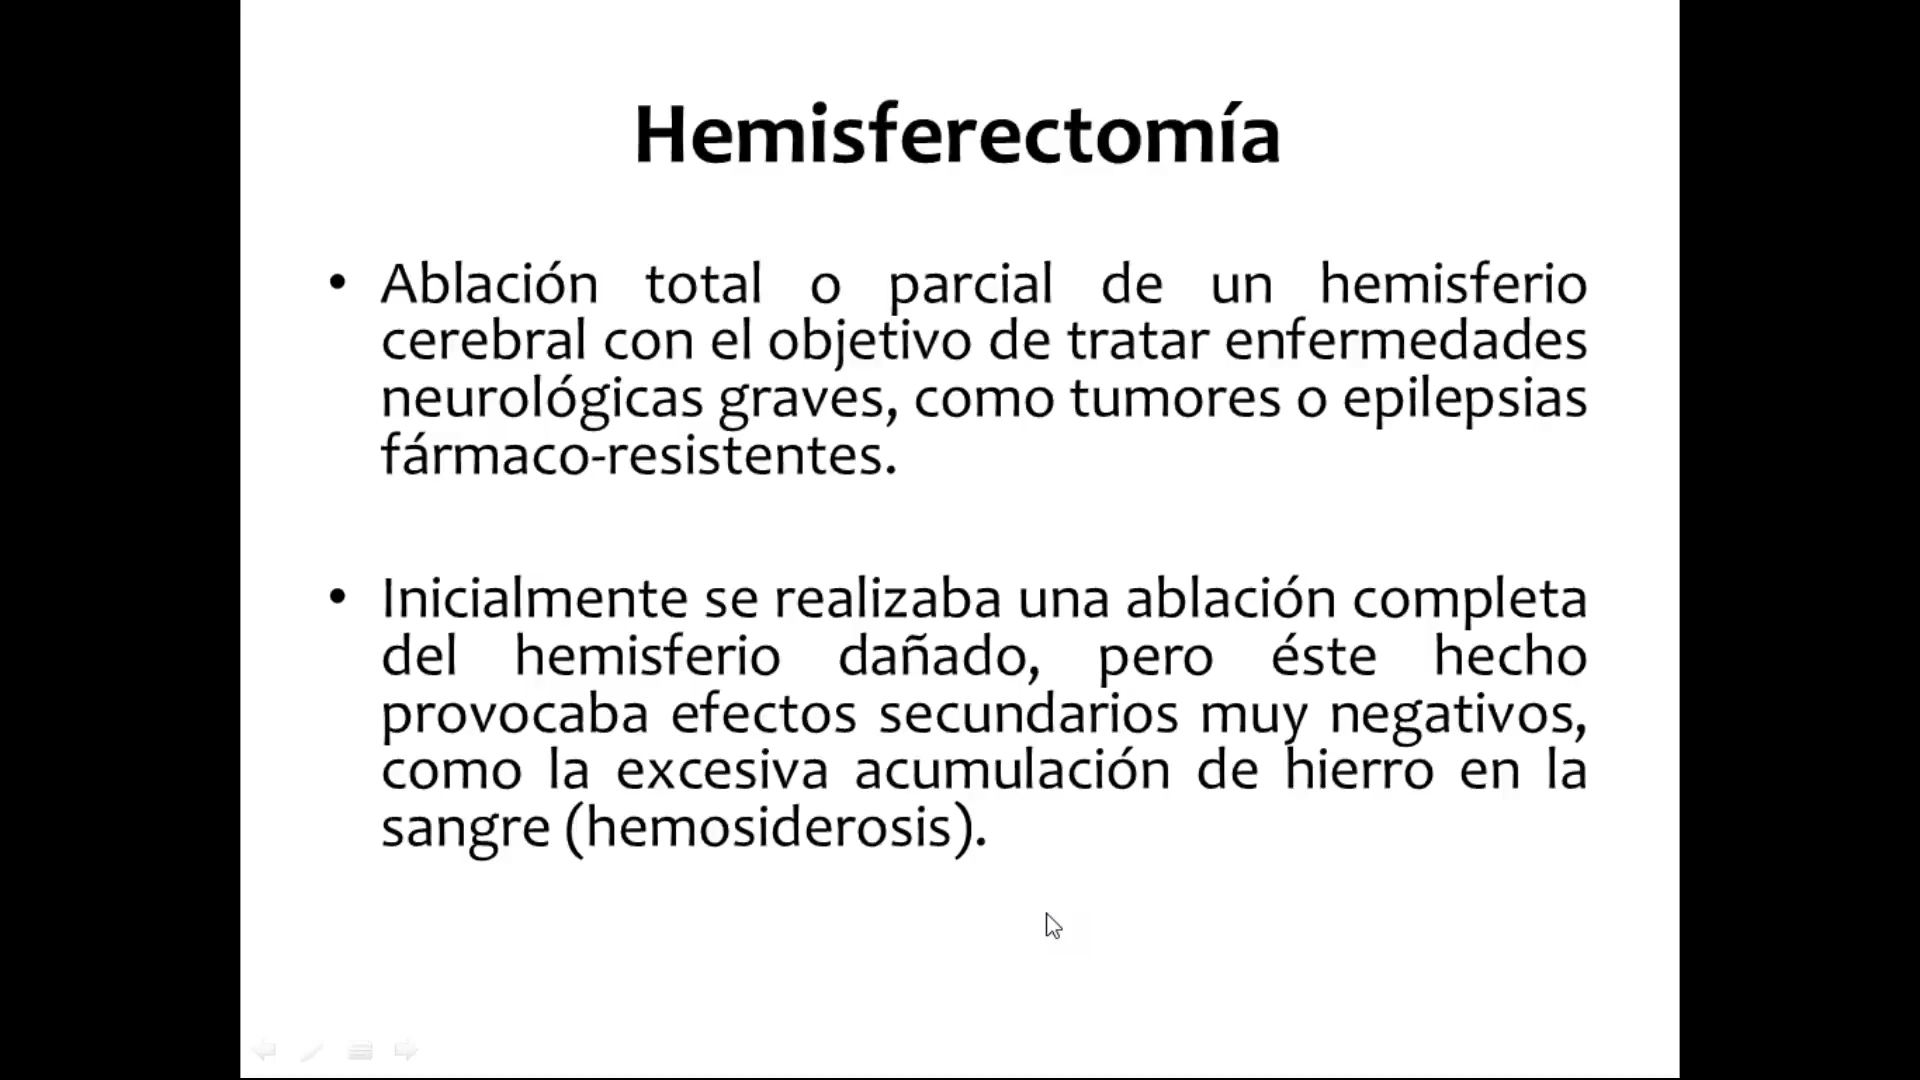 Hemisferectomía
• Ablación total o parcial de un hemisferio
cerebral con el objetivo de tratar enfermedades
neurológicas graves, como tumores o epilepsias
fármaco-resistentes.
• Inicialmente se realizaba una ablación completa
del hemisferio dañado, pero éste hecho
provocaba efectos secundarios muy negativos,
como la excesiva acumulación de hierro en la
sangre (hemosiderosis).